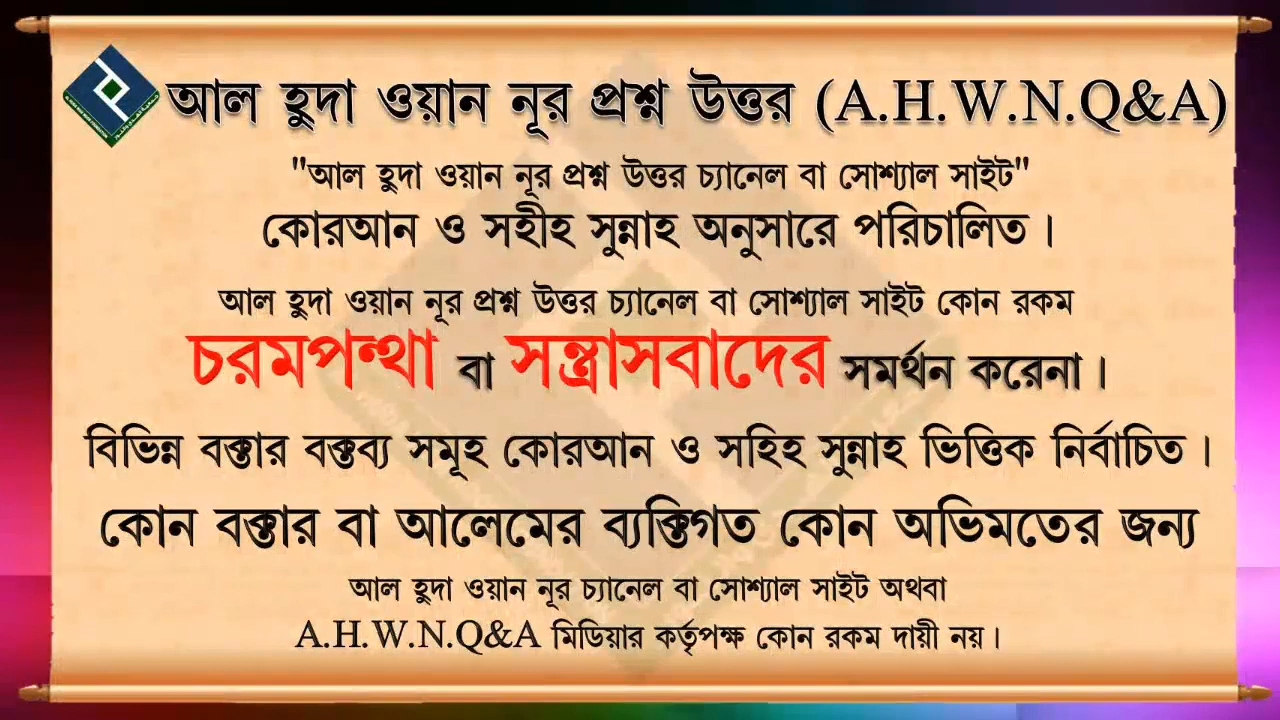 আল হুদা ওয়ান নূর প্রশ্ন উত্তর (A.H.W.N.Q&A)
"আল হুদা ওয়ান নূর প্রশ্ন উত্তর চ্যানেল বা সোশ্যাল সাইট"
কোরআন ও সহীহ সুন্নাহ অনুসারে পরিচালিত।
আল হুদা ওয়ান নূর প্রশ্ন উত্তর চ্যানেল বা সোশ্যাল সাইট কোন রকম
চরমপন্থা বা সন্ত্রাসবাদের সমর্থন করেনা।
বিভিন্ন বক্তার বক্তব্য সমূহ কোরআন ও সহিহ সুন্নাহ ভিত্তিক নির্বাচিত।
কোন বক্তার বা আলেমের ব্যক্তিগত কোন অভিমতের জন্য
আল হুদা ওয়ান নূর চ্যানেল বা সোশ্যাল সাইট অথবা
A.H.W.N.Q&A মিডিয়ার কর্তৃপক্ষ কোন রকম দায়ী নয়।